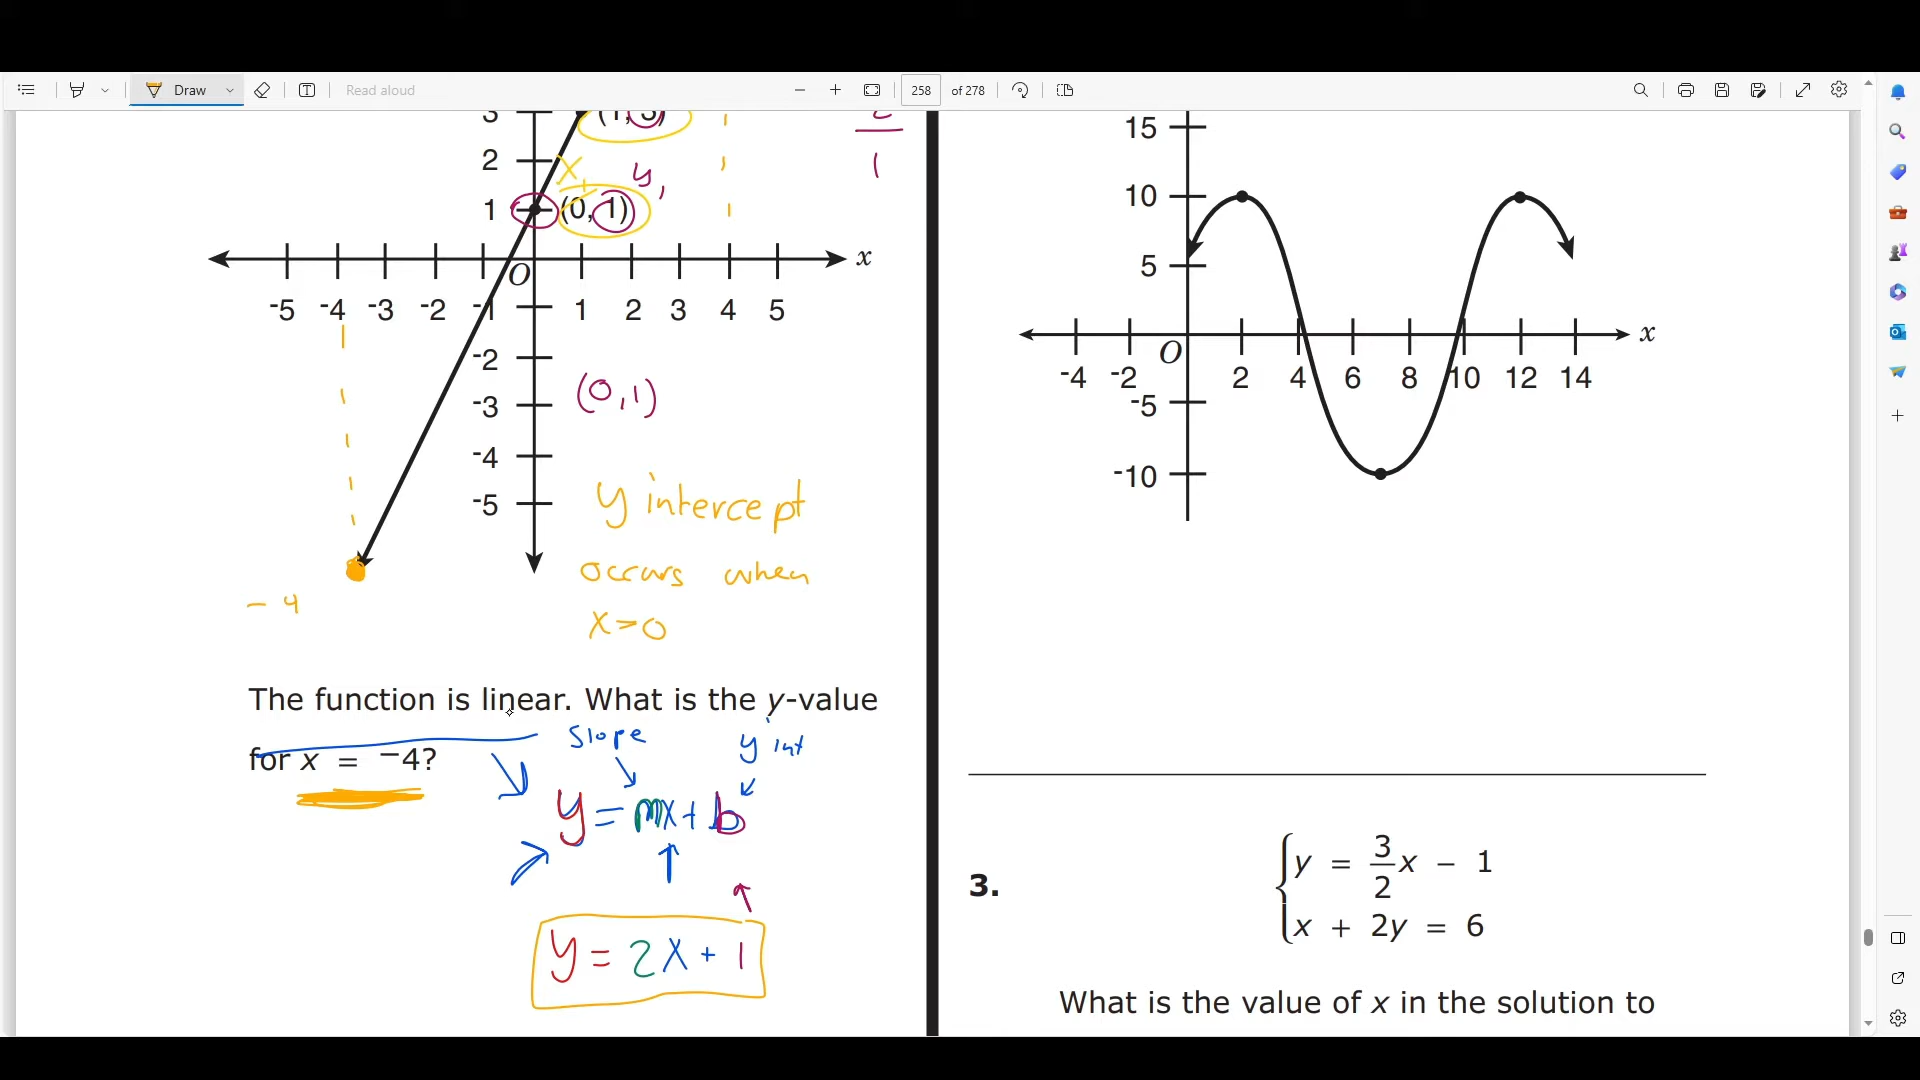 Draw
Read aloud
258
of 278
3
2
1
(0, 1)
x
y,
2
1
x
O
-5 -4 -3 -2 -1 1 2 3 4 5
-2
-3
-4
-5
(0,1)
y intercept
occurs when
x=0
- 4
The function is linear. What is the y-value
for x = −4?
Slope
y int
y = mx + b
y = 2x + 1
15
10
5
x
O
-4 -2 2 4 6 8 10 12 14
-5
-10
3.
y = 3/2 x − 1
x + 2y = 6
What is the value of x in the solution to